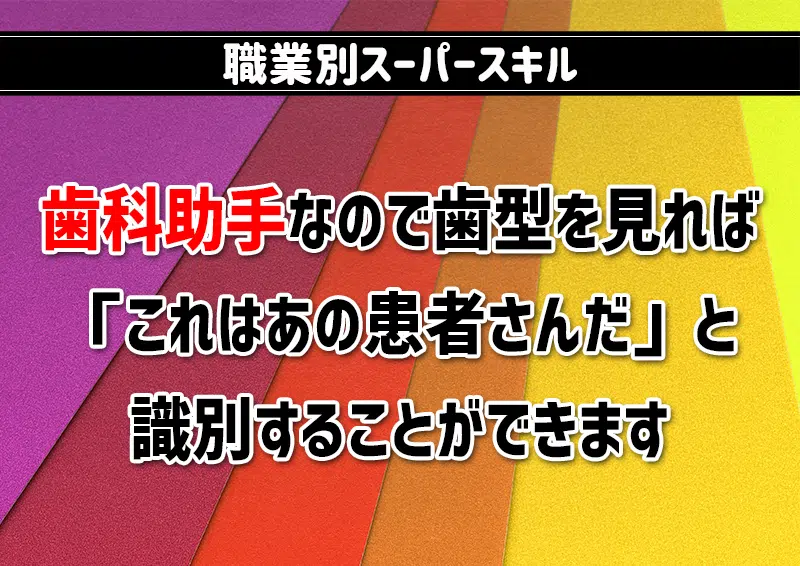 職業別スーパースキル
歯科助手なので歯型を見れば
「これはあの患者さんだ」と
識別することができます